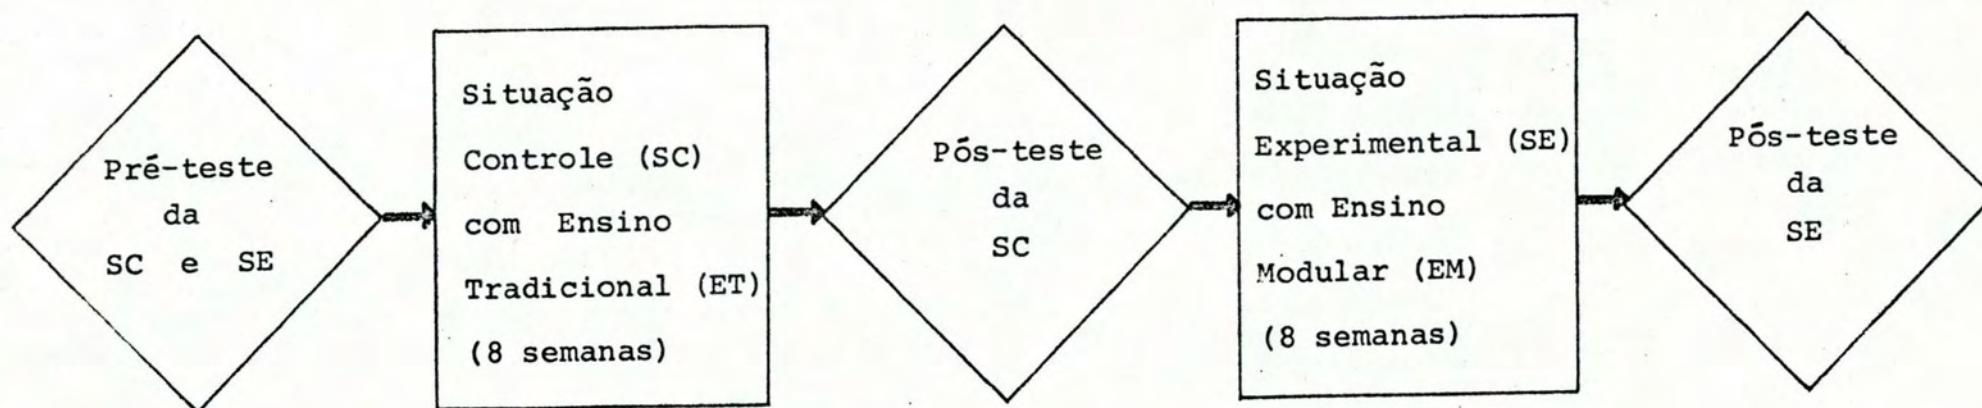 Pré-teste
da
SC e SE
Situação
Controle (SC)
com Ensino
Tradicional (ET)
(8 semanas)
Pós-teste
da
SC
Situação
Experimental (SE)
com Ensino
Modular (EM)
(8 semanas)
Pós-teste
da
SE